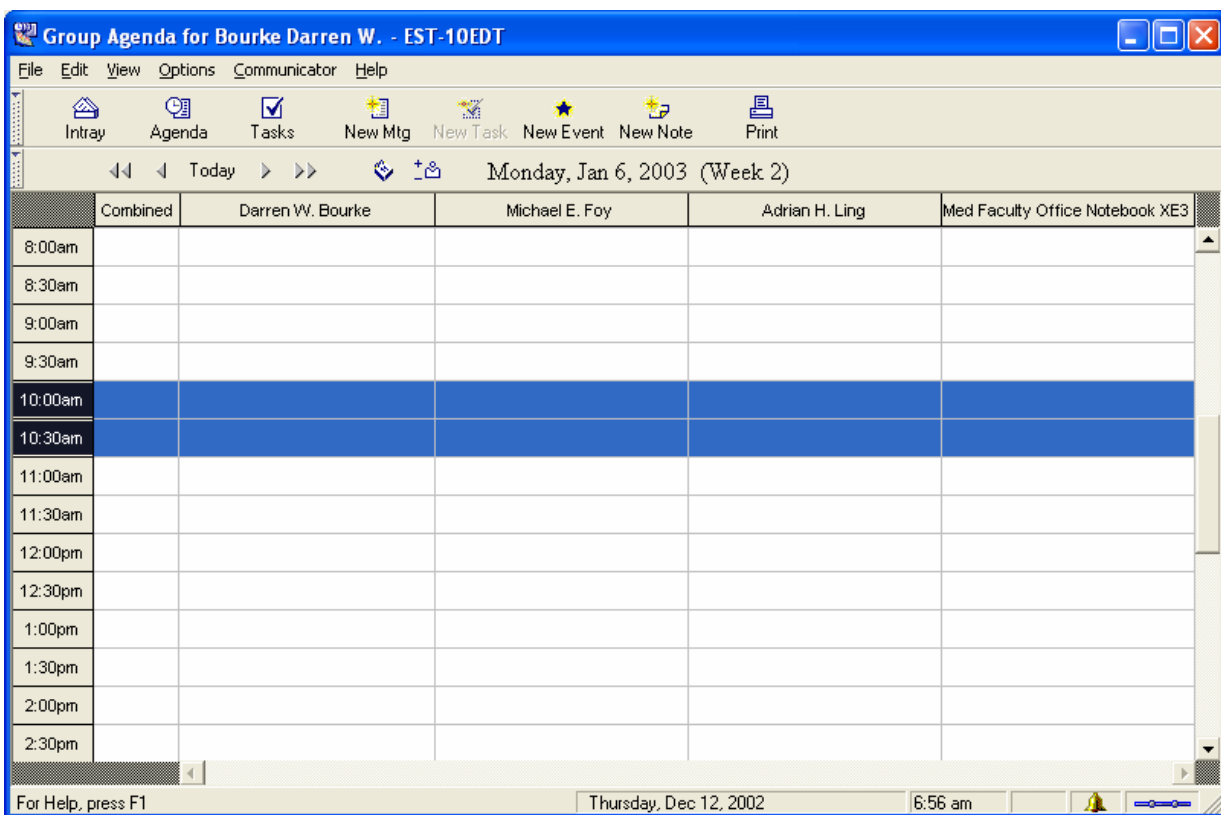 Group Agenda for Bourke Darren W. - EST-10EDT
File Edit View Options Communicator Help
Intray Agenda Tasks New Mtg New Task New Event New Note Print
Today Monday, Jan 6, 2003 (Week 2)
Combined Darren W. Bourke Michael E. Foy Adrian H. Ling Med Faculty Office Notebook XE3
8:00am
8:30am
9:00am
9:30am
10:00am
10:30am
11:00am
11:30am
12:00pm
12:30pm
1:00pm
1:30pm
2:00pm
2:30pm
For Help, press F1 Thursday, Dec 12, 2002 6:56 am